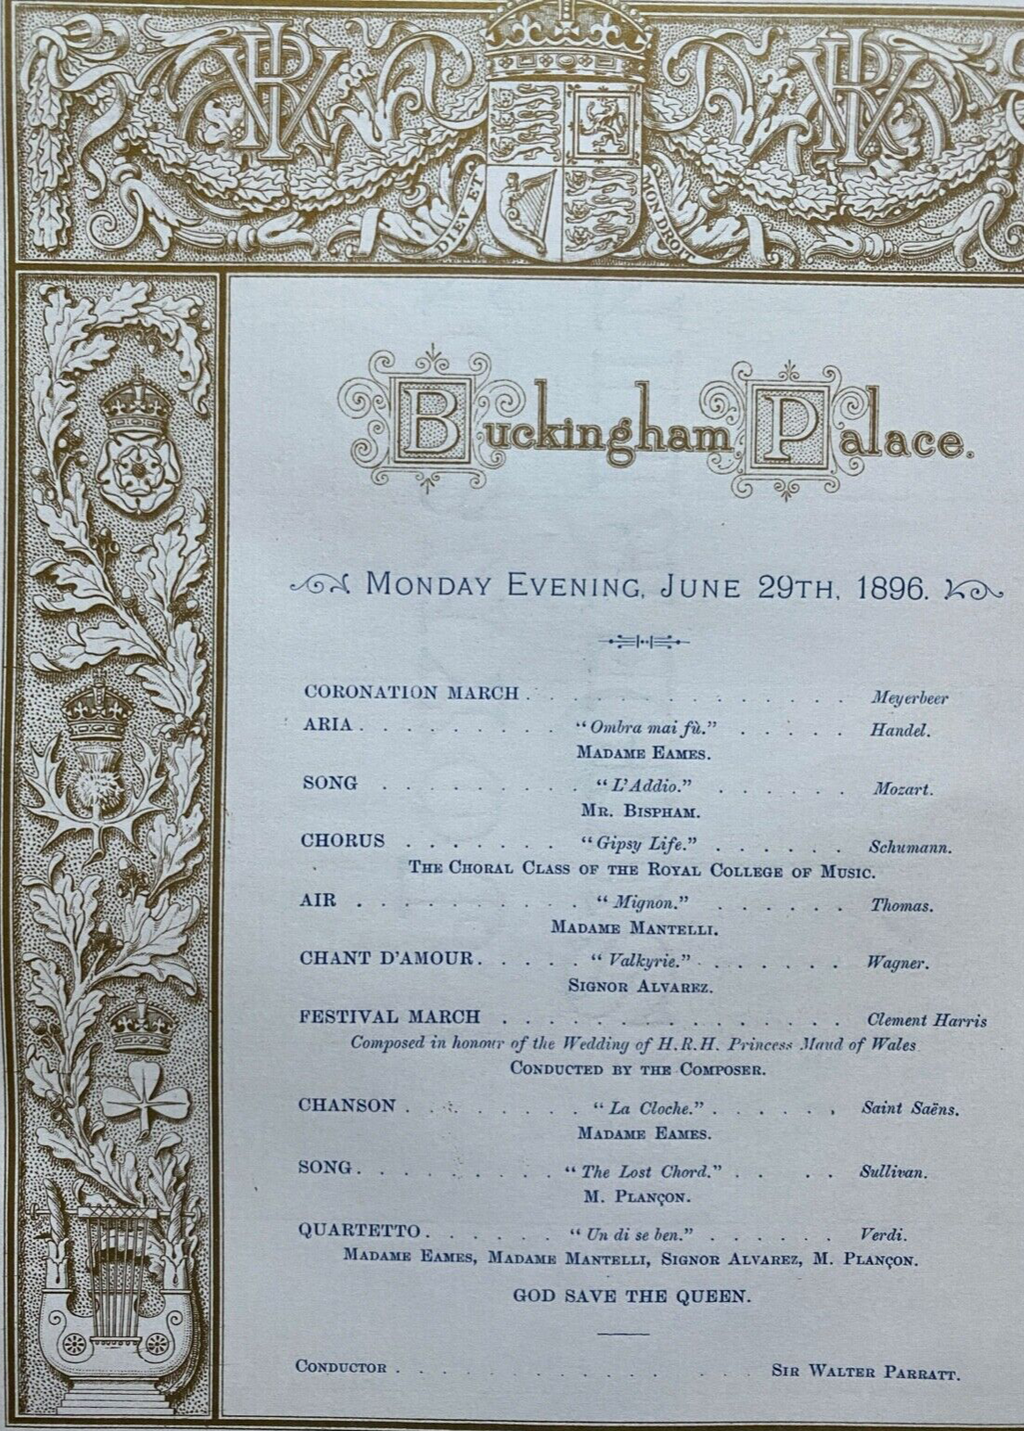 VRI VRI
DIEV ET MON DROIT
Buckingham Palace.
MONDAY EVENING, JUNE 29TH, 1896.
CORONATION MARCH . . . . . . . . . . . Meyerbeer
ARIA . . . . . . . . . "Ombra mai fù." . . . . . Handel.
MADAME EAMES.
SONG . . . . . . . . . "L'Addio." . . . . . . Mozart.
MR. BISPHAM.
CHORUS . . . . . . . "Gipsy Life." . . . . . . Schumann.
THE CHORAL CLASS OF THE ROYAL COLLEGE OF MUSIC.
AIR . . . . . . . . . . "Mignon." . . . . . . Thomas.
MADAME MANTELLI.
CHANT D'AMOUR. . . . . "Valkyrie." . . . . . . . Wagner.
SIGNOR ALVAREZ.
FESTIVAL MARCH . . . . . . . . . . . . Clement Harris
Composed in honour of the Wedding of H.R.H. Princess Maud of Wales
CONDUCTED BY THE COMPOSER.
CHANSON . . . . . . . . "La Cloche." . . . . . . Saint Saëns.
MADAME EAMES.
SONG. . . . . . . . . "The Lost Chord." . . . . Sullivan.
M. PLANÇON.
QUARTETTO . . . . . . "Un di se ben." . . . . . . Verdi.
MADAME EAMES, MADAME MANTELLI, SIGNOR ALVAREZ, M. PLANÇON.
GOD SAVE THE QUEEN.
CONDUCTOR . . . . . . . . . . SIR WALTER PARRATT.